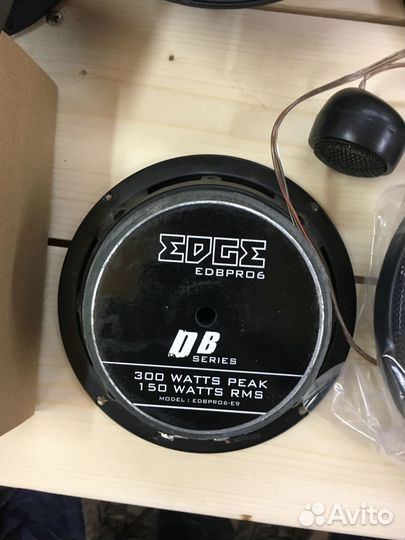 EDGE
EDBPRO6
DB
SERIES
300 WATTS PEAK
150 WATTS RMS
MODEL : EDBPRO6-E9
Avito